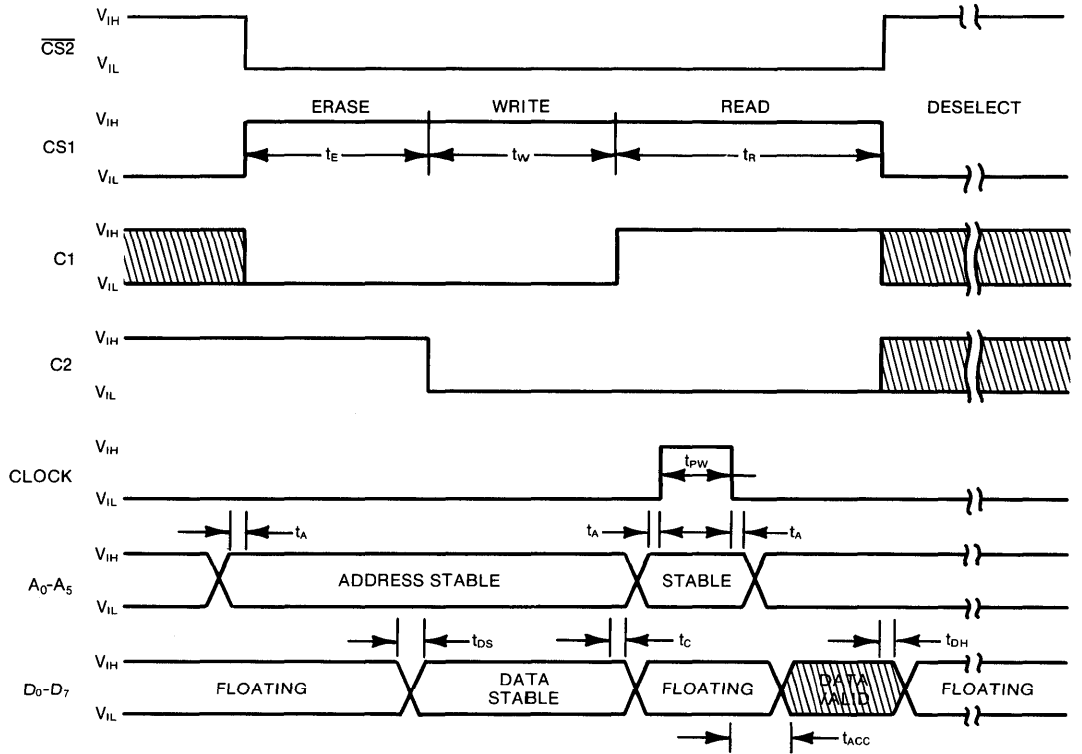 V_IH
CS2
V_IL
ERASE WRITE READ DESELECT
V_IH
CS1
t_E t_W t_R
V_IL
V_IH
C1
V_IL
V_IH
C2
V_IL
V_IH
CLOCK
t_PW
V_IL
t_A t_A t_A
V_IH
A₀-A₅
ADDRESS STABLE STABLE
V_IL
t_DS t_C t_DH
V_IH
D₀-D₇
FLOATING DATA STABLE FLOATING DATA VALID FLOATING
V_IL
t_ACC